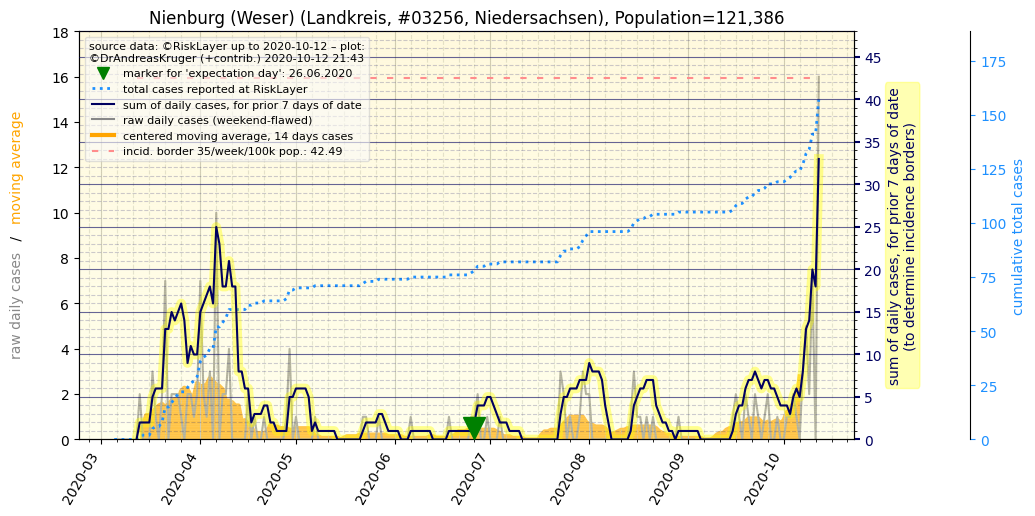 Nienburg (Weser) (Landkreis, #03256, Niedersachsen), Population=121,386
source data: ©RiskLayer up to 2020-10-12 – plot:
©DrAndreasKruger (+contrib.) 2020-10-12 21:43
marker for 'expectation day': 26.06.2020
total cases reported at RiskLayer
sum of daily cases, for prior 7 days of date
raw daily cases (weekend-flawed)
centered moving average, 14 days cases
incid. border 35/week/100k pop.: 42.49
raw daily cases / moving average
18
16
14
12
10
8
6
4
2
0
45
40
35
30
25
20
15
10
5
0
sum of daily cases, for prior 7 days of date
(to determine incidence borders)
175
150
125
100
75
50
25
0
cumulative total cases
2020-03
2020-04
2020-05
2020-06
2020-07
2020-08
2020-09
2020-10